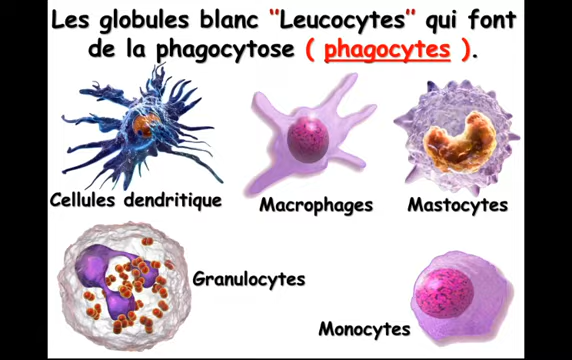 Les globules blanc "Leucocytes" qui font
de la phagocytose ( phagocytes ).
Cellules dendritique
Macrophages
Mastocytes
Granulocytes
Monocytes